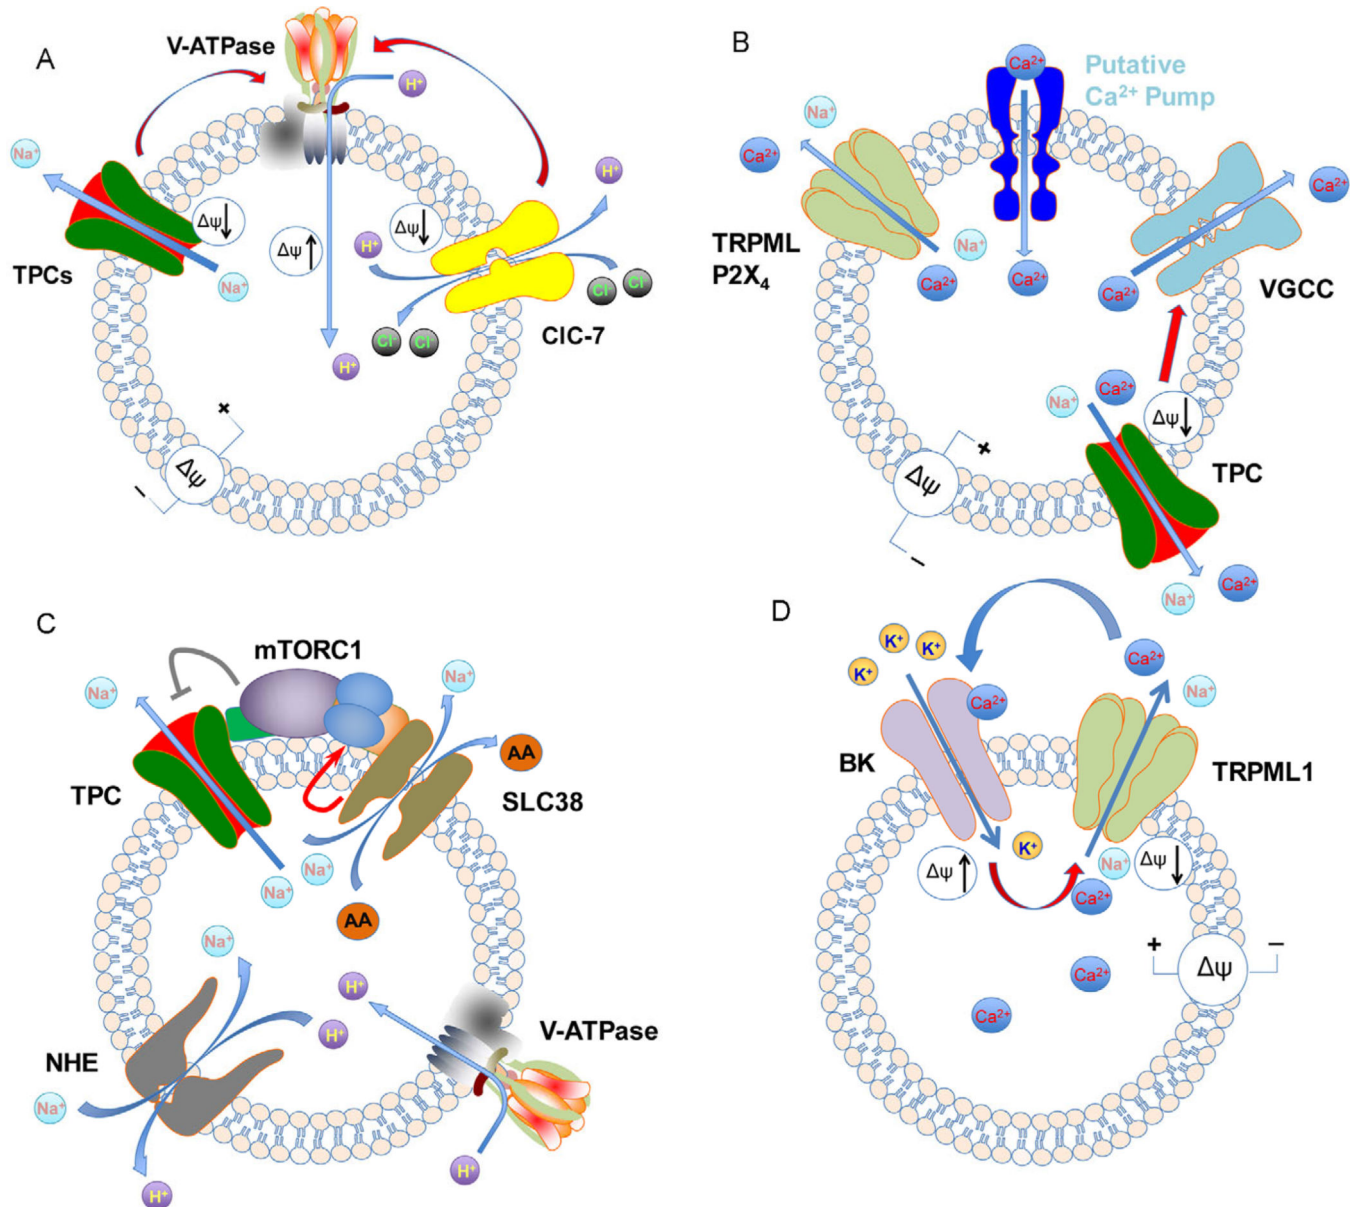 A
V-ATPase
H⁺
Na⁺
TPCs
Δψ↓
Δψ↑
Δψ↓
H⁺
H⁺
Na⁺
Cl⁻ Cl⁻
ClC-7
Cl⁻ Cl⁻
H⁺
+
Δψ
−
B
Ca²⁺
Putative
Ca²⁺ Pump
Na⁺
Ca²⁺
Ca²⁺
TRPML
P2X₄
Na⁺
Ca²⁺
Ca²⁺
Ca²⁺
VGCC
Ca²⁺
Na⁺
Δψ↓
+
Δψ
−
TPC
Ca²⁺
Na⁺
C
mTORC1
Na⁺
Na⁺
AA
TPC
SLC38
Na⁺
Na⁺
AA
Na⁺
H⁺
H⁺
V-ATPase
NHE
Na⁺
H⁺
H⁺
D
K⁺ K⁺
K⁺
Ca²⁺
Na⁺
Ca²⁺
BK
TRPML1
K⁺
Δψ↑
Na⁺
Δψ↓
Ca²⁺
+
−
Δψ
Ca²⁺
Ca²⁺